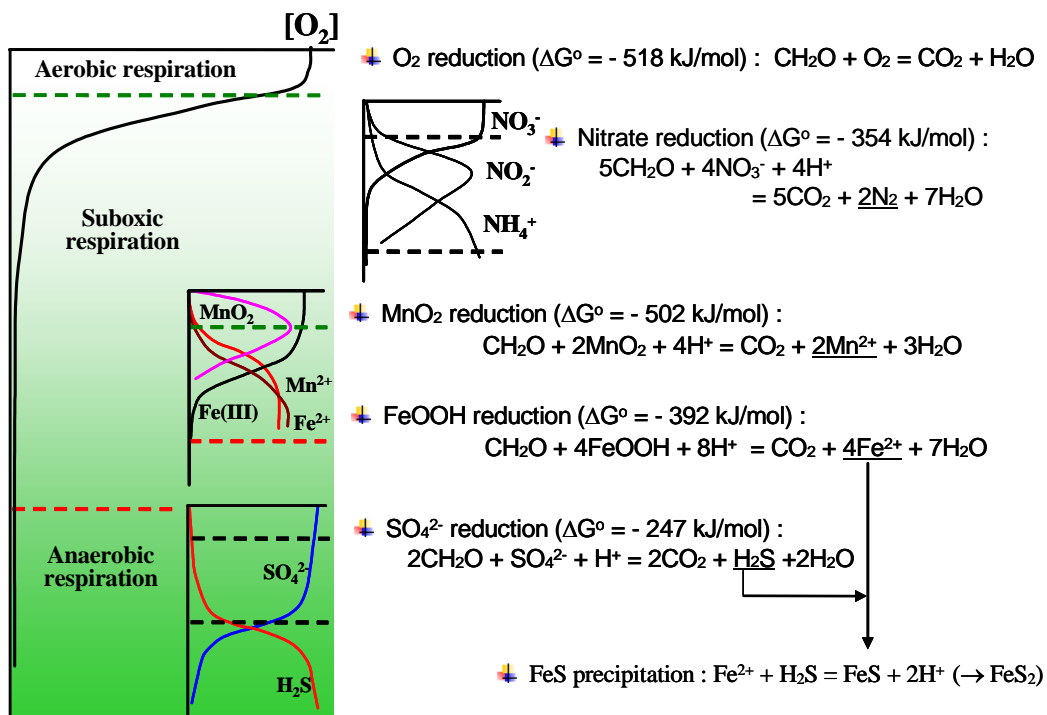 [O₂]
Aerobic respiration
O₂ reduction (ΔGº = - 518 kJ/mol) : CH₂O + O₂ = CO₂ + H₂O
NO₃⁻
Nitrate reduction (ΔGº = - 354 kJ/mol) :
5CH₂O + 4NO₃⁻ + 4H⁺
= 5CO₂ + 2N₂ + 7H₂O
NO₂⁻
NH₄⁺
Suboxic
respiration
MnO₂
MnO₂ reduction (ΔGº = - 502 kJ/mol) :
CH₂O + 2MnO₂ + 4H⁺ = CO₂ + 2Mn²⁺ + 3H₂O
Mn²⁺
Fe(III)
Fe²⁺
FeOOH reduction (ΔGº = - 392 kJ/mol) :
CH₂O + 4FeOOH + 8H⁺ = CO₂ + 4Fe²⁺ + 7H₂O
Anaerobic
respiration
SO₄²⁻
SO₄²⁻ reduction (ΔGº = - 247 kJ/mol) :
2CH₂O + SO₄²⁻ + H⁺ = 2CO₂ + H₂S +2H₂O
H₂S
FeS precipitation : Fe²⁺ + H₂S = FeS + 2H⁺ (→ FeS₂)